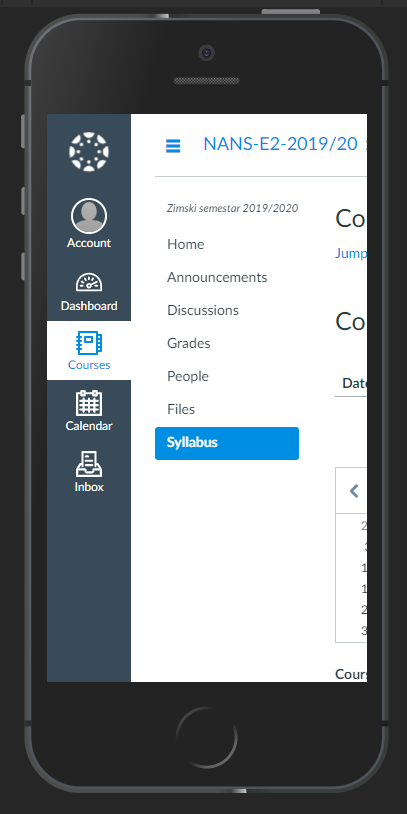 NANS-E2-2019/20
Account
Dashboard
Courses
Calendar
Inbox
Zimski semestar 2019/2020
Home
Announcements
Discussions
Grades
People
Files
Syllabus
Co
Jump
Co
Date
2
3
1
1
2
3
Cours